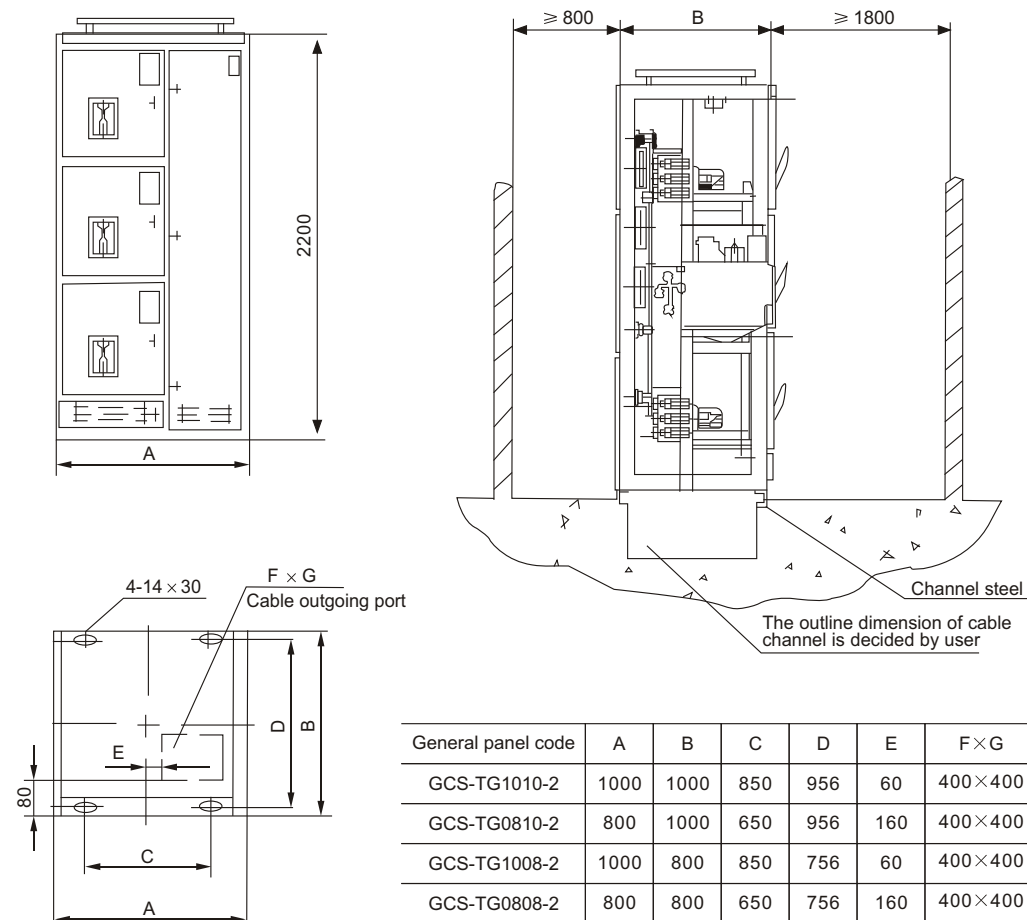 ≥ 800
B
≥ 1800
2200
A
4-14 × 30
F × G
Cable outgoing port
Channel steel
The outline dimension of cable
channel is decided by user
E
D
B
80
C
A
General panel code A B C D E F×G
GCS-TG1010-2 1000 1000 850 956 60 400×400
GCS-TG0810-2 800 1000 650 956 160 400×400
GCS-TG1008-2 1000 800 850 756 60 400×400
GCS-TG0808-2 800 800 650 756 160 400×400